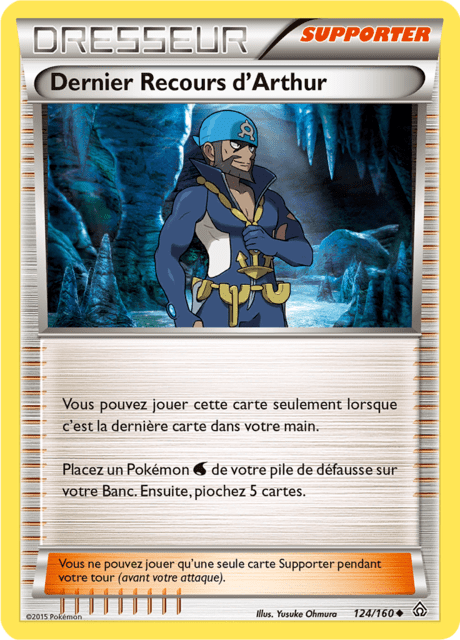 DRESSEUR
SUPPORTER
Dernier Recours d'Arthur
Vous pouvez jouer cette carte seulement lorsque
c'est la dernière carte dans votre main.
Placez un Pokémon de votre pile de défausse sur
votre Banc. Ensuite, piochez 5 cartes.
Vous ne pouvez jouer qu'une seule carte Supporter pendant
votre tour (avant votre attaque).
©2015 Pokémon
Illus. Yusuke Ohmura
124/160